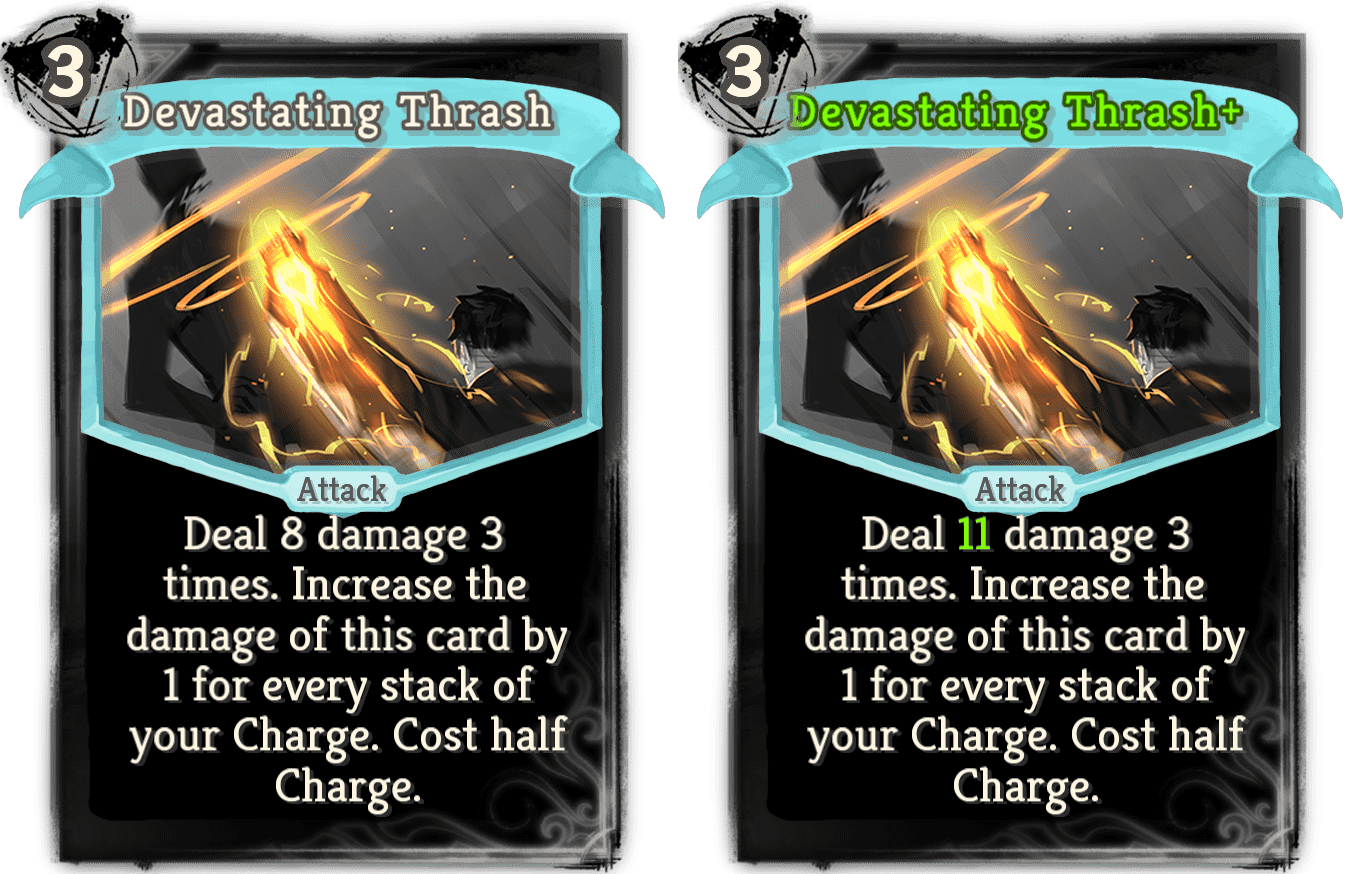 3
Devastating Thrash
Attack
Deal 8 damage 3
times. Increase the
damage of this card by
1 for every stack of
your Charge. Cost half
Charge.
3
Devastating Thrash+
Attack
Deal 11 damage 3
times. Increase the
damage of this card by
1 for every stack of
your Charge. Cost half
Charge.